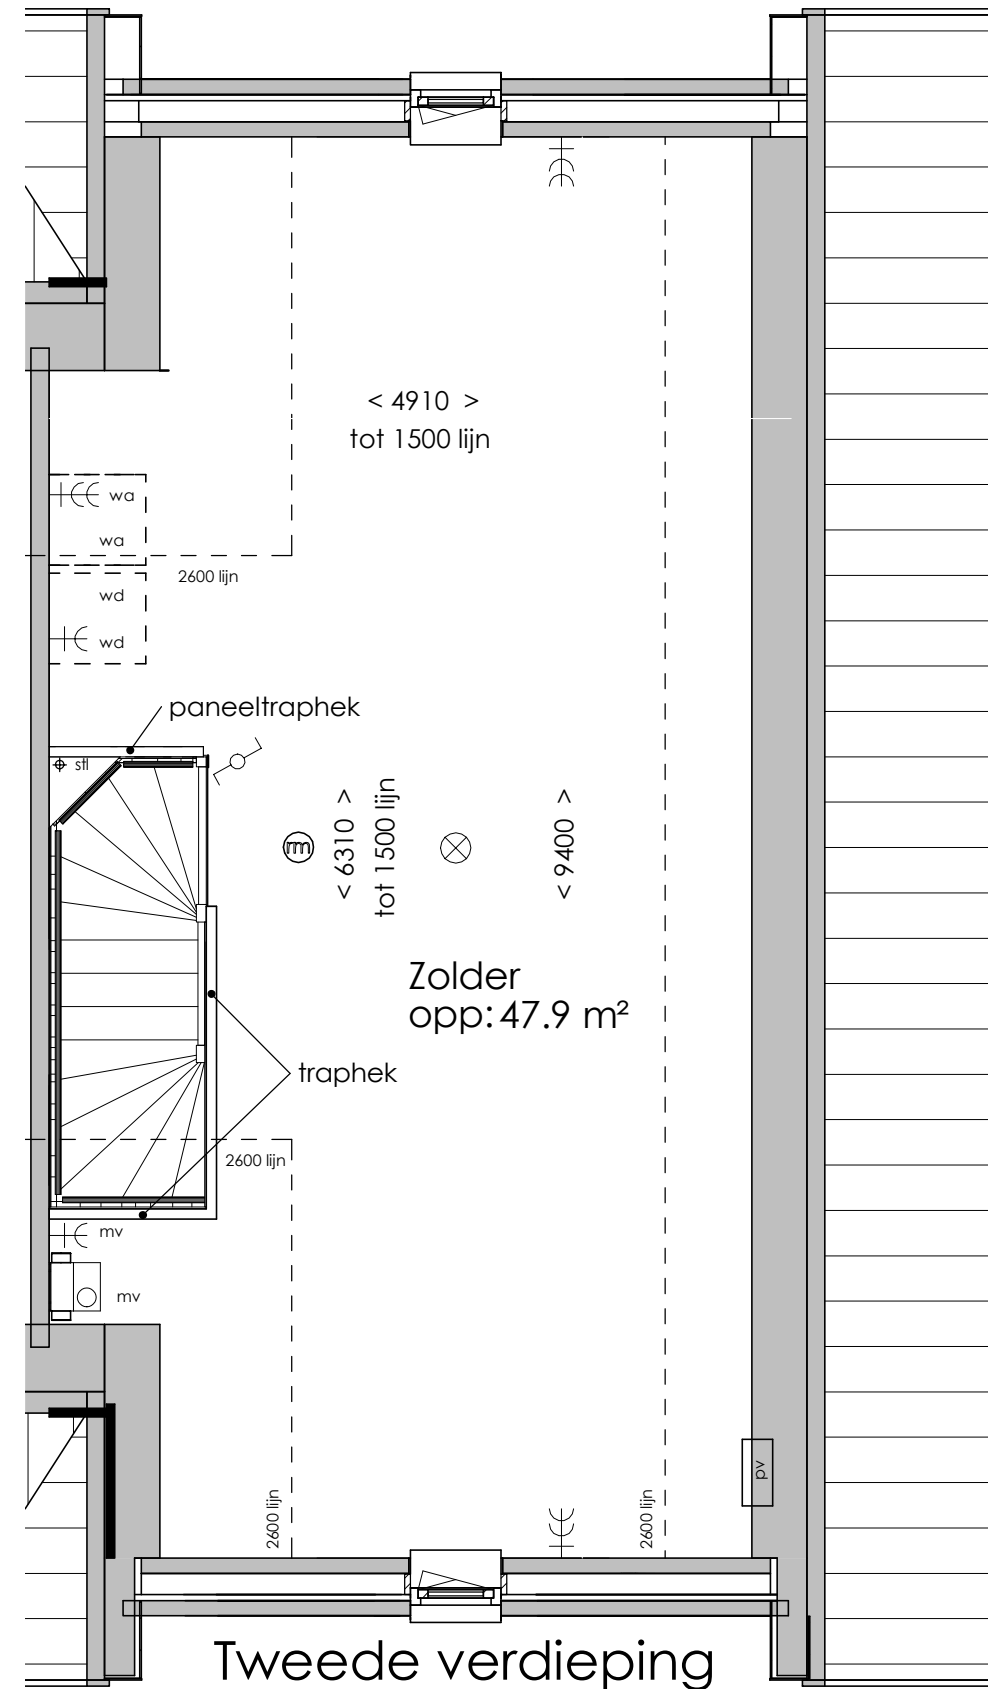 < 4910 >
tot 1500 lijn
wa
wa
2600 lijn
wd
wd
paneeltraphek
stl
rm
< 6310 >
tot 1500 lijn
< 9400 >
Zolder
opp: 47.9 m²
traphek
2600 lijn
mv
mv
pv
2600 lijn
2600 lijn
Tweede verdieping